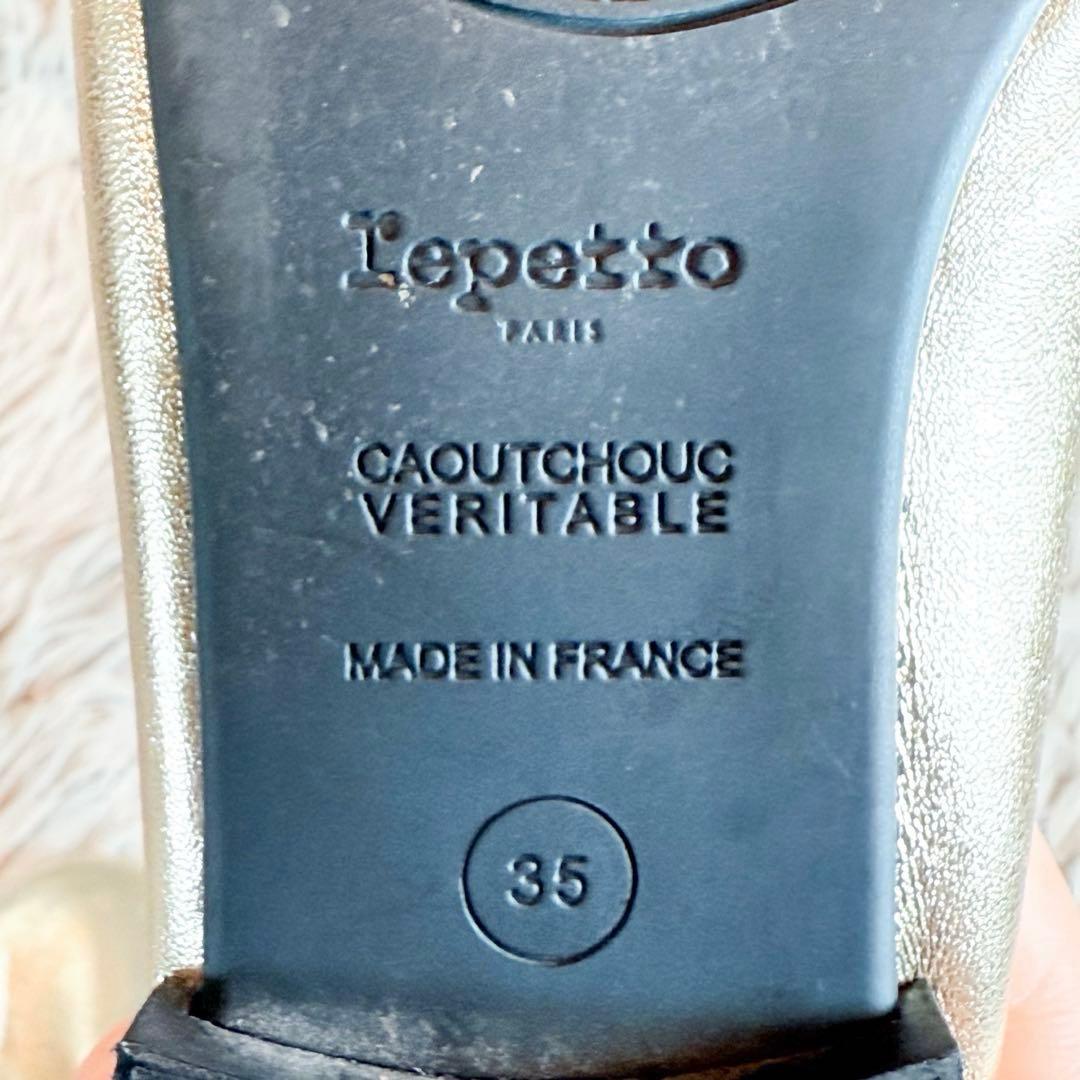 repetto
PARIS
CAOUTCHOUC
VERITABLE
MADE IN FRANCE
35